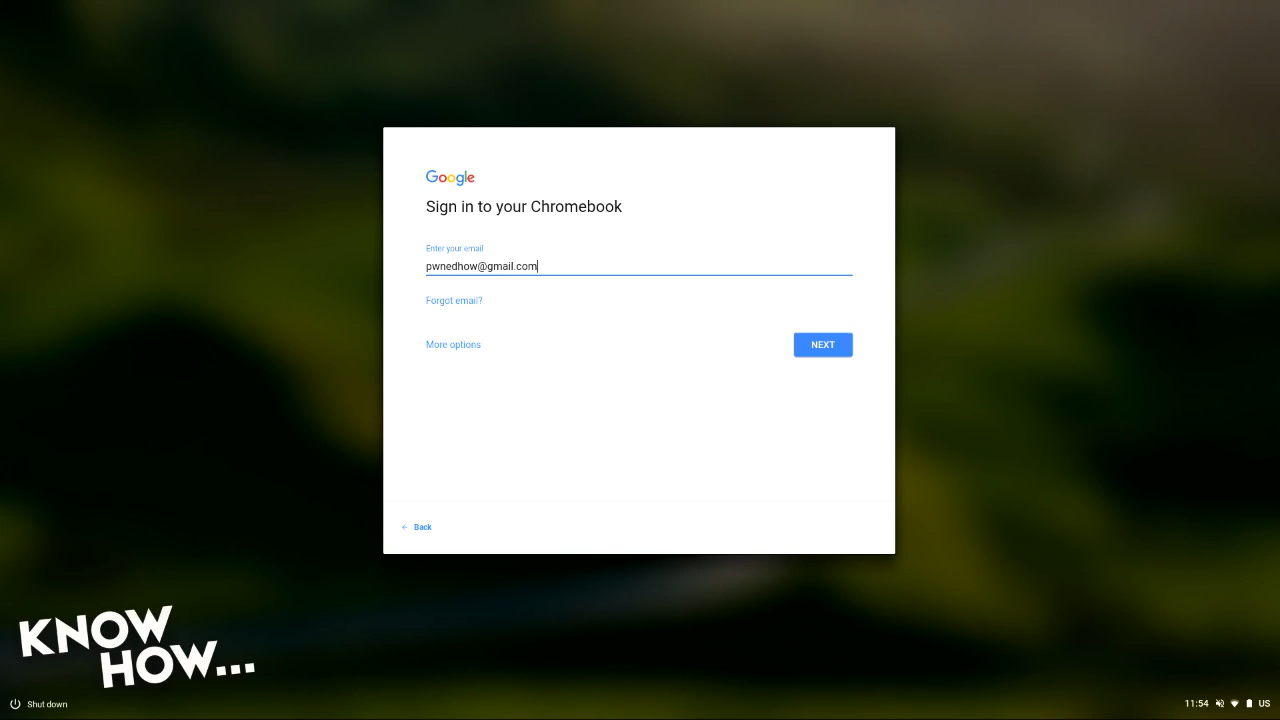 Google
Sign in to your Chromebook
Enter your email
pwnedhow@gmail.com
Forgot email?
More options
NEXT
Back
KNOW
HOW...
Shut down
11:54
US